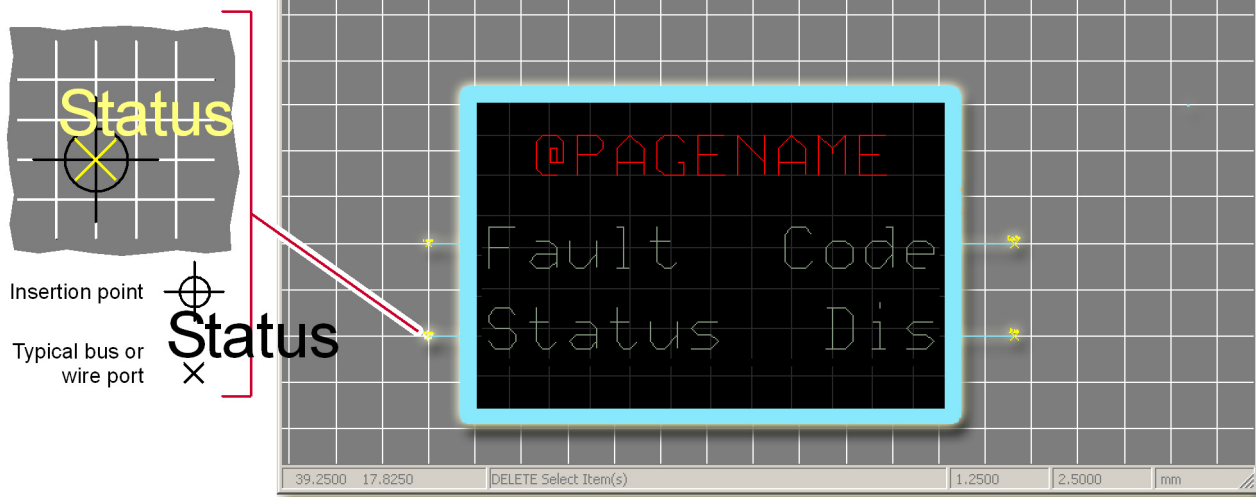 Status
Insertion point
Status
Typical bus or
wire port
@PAGENAME
Fault Code
Status Dis
39.2500 17.8250 DELETE Select Item(s) 1.2500 2.5000 mm